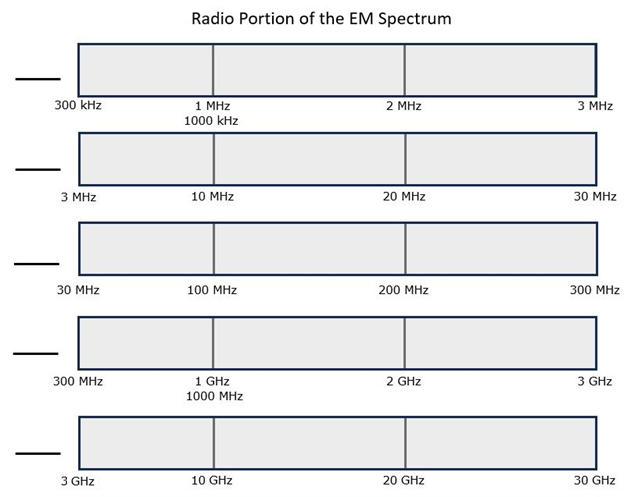 Radio Portion of the EM Spectrum
300 kHz 1 MHz 2 MHz 3 MHz
1000 kHz
3 MHz 10 MHz 20 MHz 30 MHz
30 MHz 100 MHz 200 MHz 300 MHz
300 MHz 1 GHz 2 GHz 3 GHz
1000 MHz
3 GHz 10 GHz 20 GHz 30 GHz